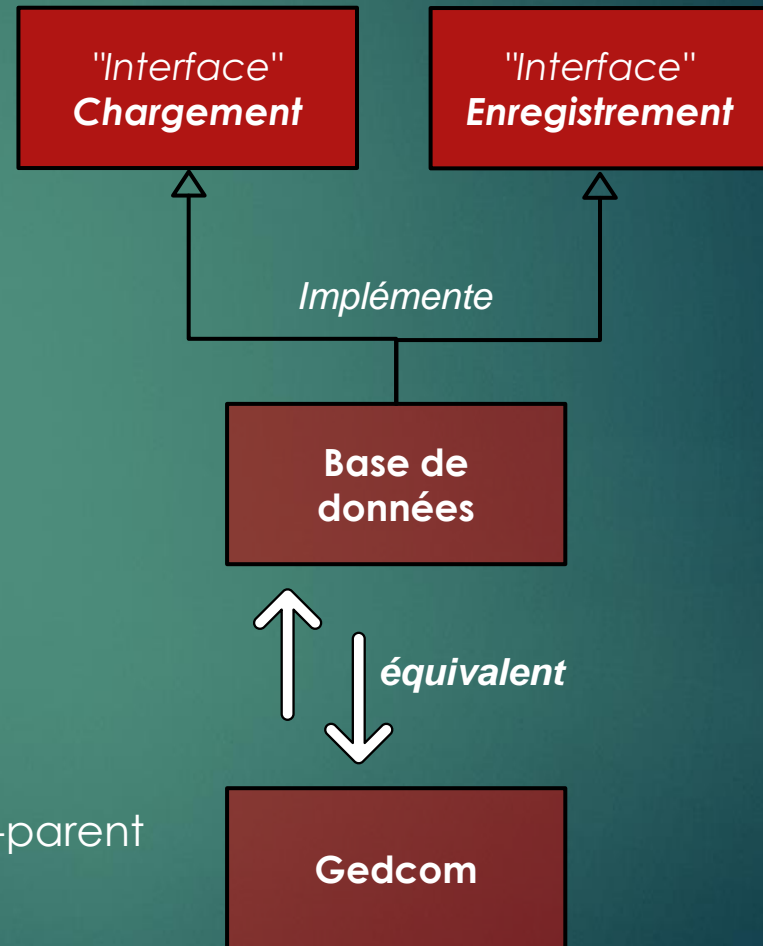 "Interface"
Chargement
"Interface"
Enregistrement
Implémente
Base de
données
équivalent
-parent
Gedcom